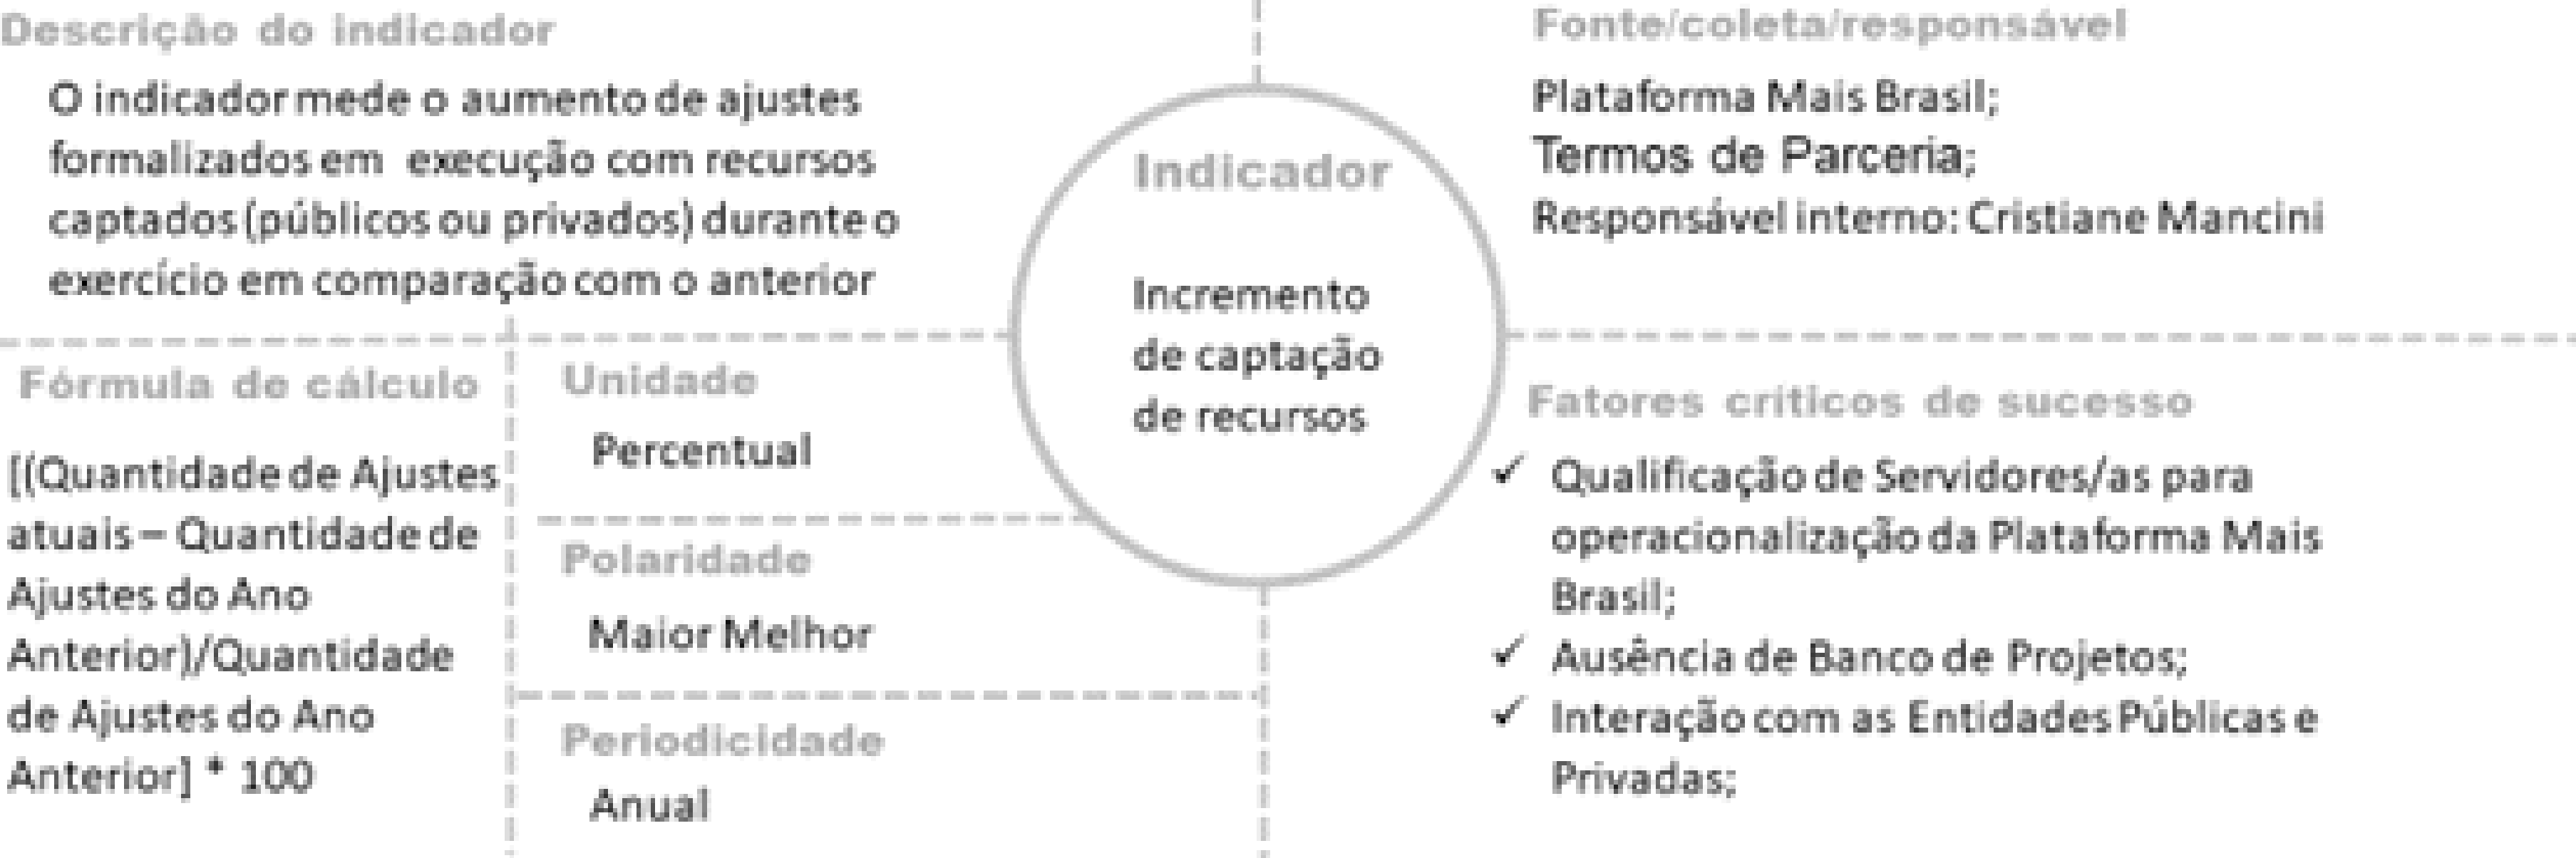 Descrição do indicador
O indicador mede o aumento de ajustes
formalizados em execução com recursos
captados (públicos ou privados) durante o
exercício em comparação com o anterior
Fórmula de cálculo
[(Quantidade de Ajustes
atuais – Quantidade de
Ajustes do Ano
Anterior)/Quantidade
de Ajustes do Ano
Anterior] * 100
Unidade
Percentual
Polaridade
Maior Melhor
Periodicidade
Anual
Indicador
Incremento
de captação
de recursos
Fonte/coleta/responsável
Plataforma Mais Brasil;
Termos de Parceria;
Responsável interno: Cristiane Mancini
Fatores críticos de sucesso
✓ Qualificação de Servidores/as para
operacionalização da Plataforma Mais
Brasil;
✓ Ausência de Banco de Projetos;
✓ Interação com as Entidades Públicas e
Privadas;